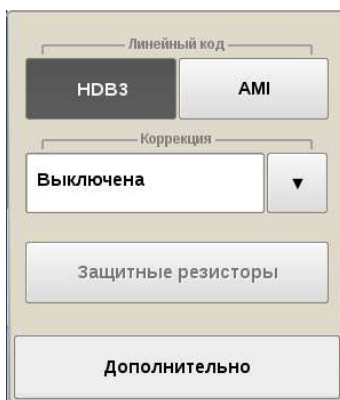 Линейный код
HDB3 AMI
Коррекция
Выключена ▼
Защитные резисторы
Дополнительно